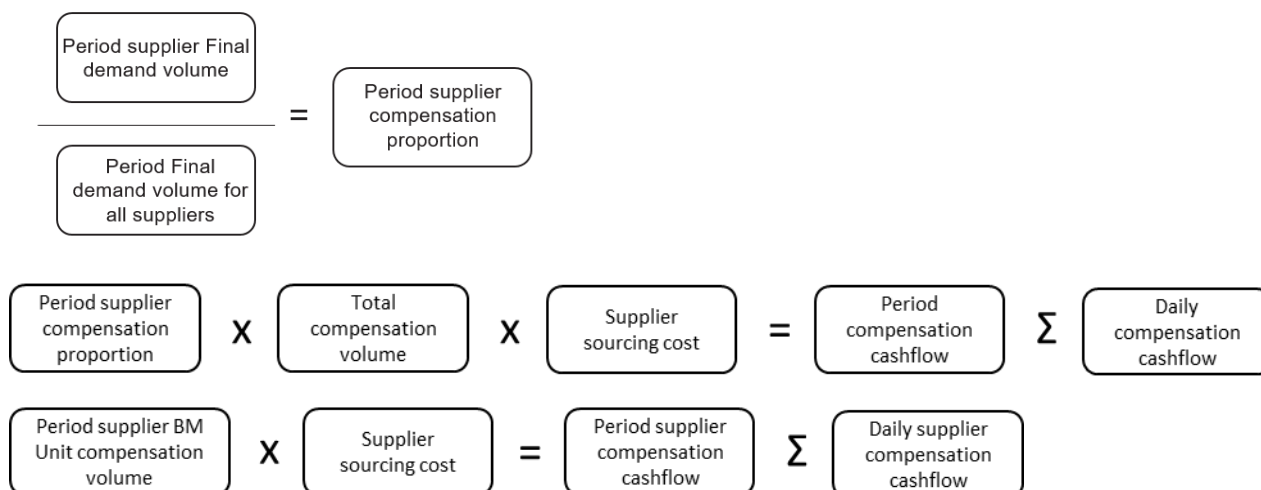 Period supplier Final
demand volume
=
Period supplier
compensation
proportion
Period Final
demand volume for
all suppliers
Period supplier
compensation
proportion
X
Total
compensation
volume
X
Supplier
sourcing cost
=
Period
compensation
cashflow
Σ
Daily
compensation
cashflow
Period supplier BM
Unit compensation
volume
X
Supplier
sourcing cost
=
Period supplier
compensation
cashflow
Σ
Daily supplier
compensation
cashflow